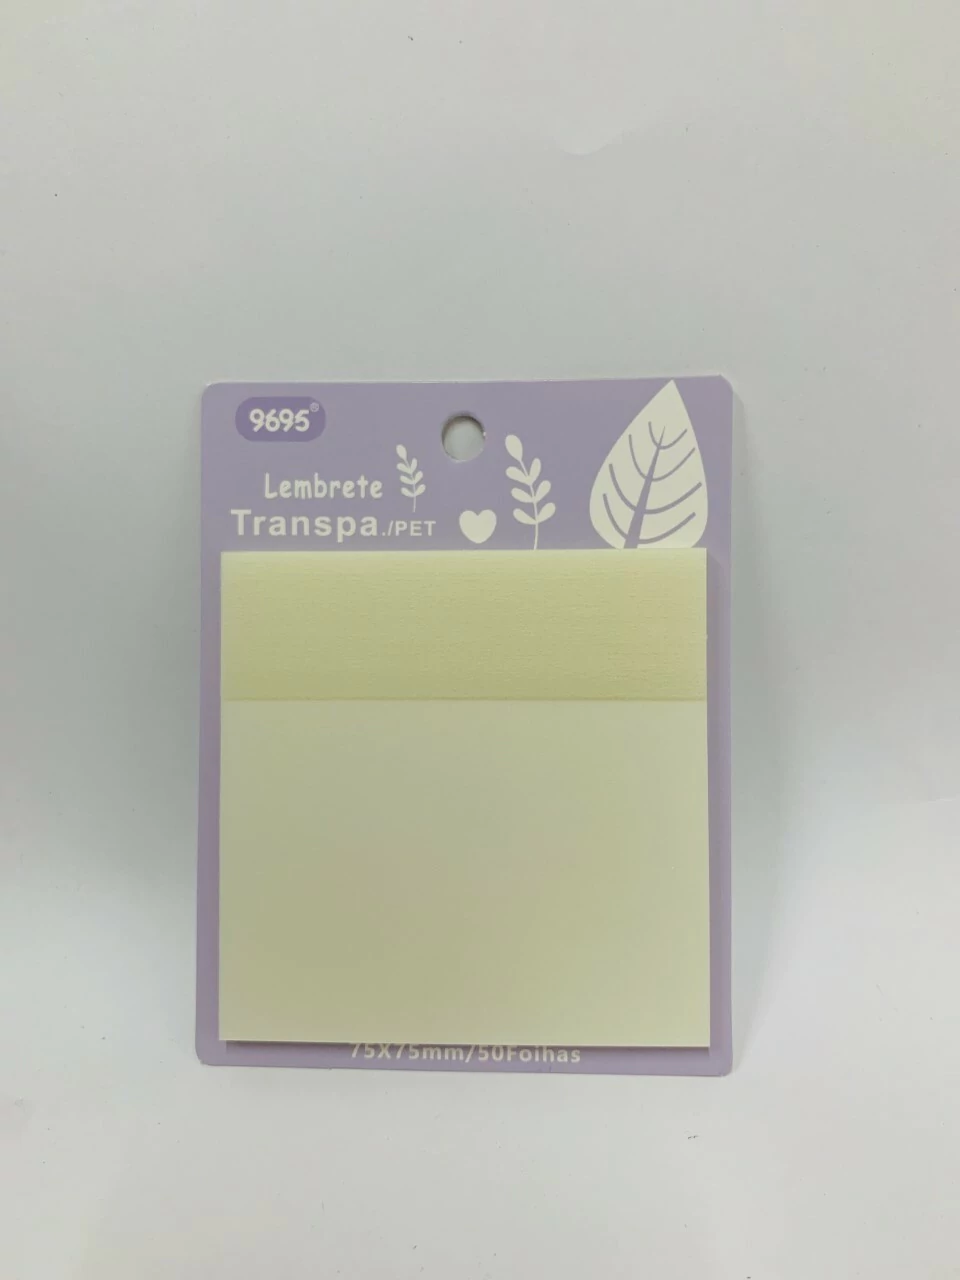 9695®
Lembrete
Transpa./PET
75X75mm/50Folhas